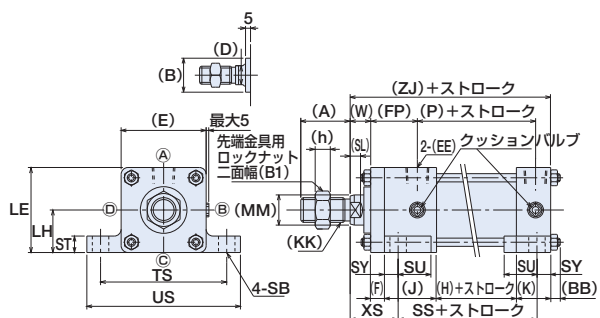 5
(D)
(B)
(E)
最大5
先端金具用
ロックナット
二面幅(B1)
(A)
(h)
(ZJ)+ストローク
(W)
(FP)
(P)+ストローク
(SL)
2-(EE)
クッションバルブ
(MM)
(KK)
LE
LH
ST
Ⓐ
Ⓓ
Ⓑ
Ⓒ
TS
US
4-SB
SY
SU
SU
SY
(F)
(J)
(H)+ストローク
(K)
(BB)
XS
SS+ストローク